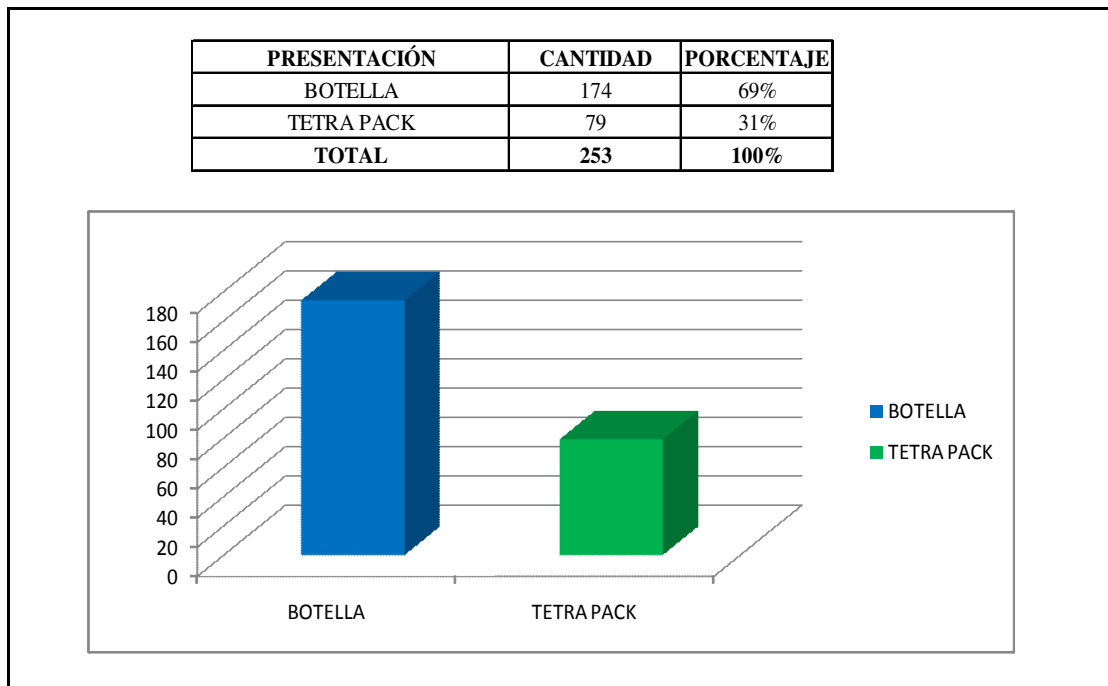 PRESENTACIÓN CANTIDAD PORCENTAJE
BOTELLA 174 69%
TETRA PACK 79 31%
TOTAL 253 100%
180
160
140
120
100
80
60
40
20
0
BOTELLA TETRA PACK
BOTELLA
TETRA PACK